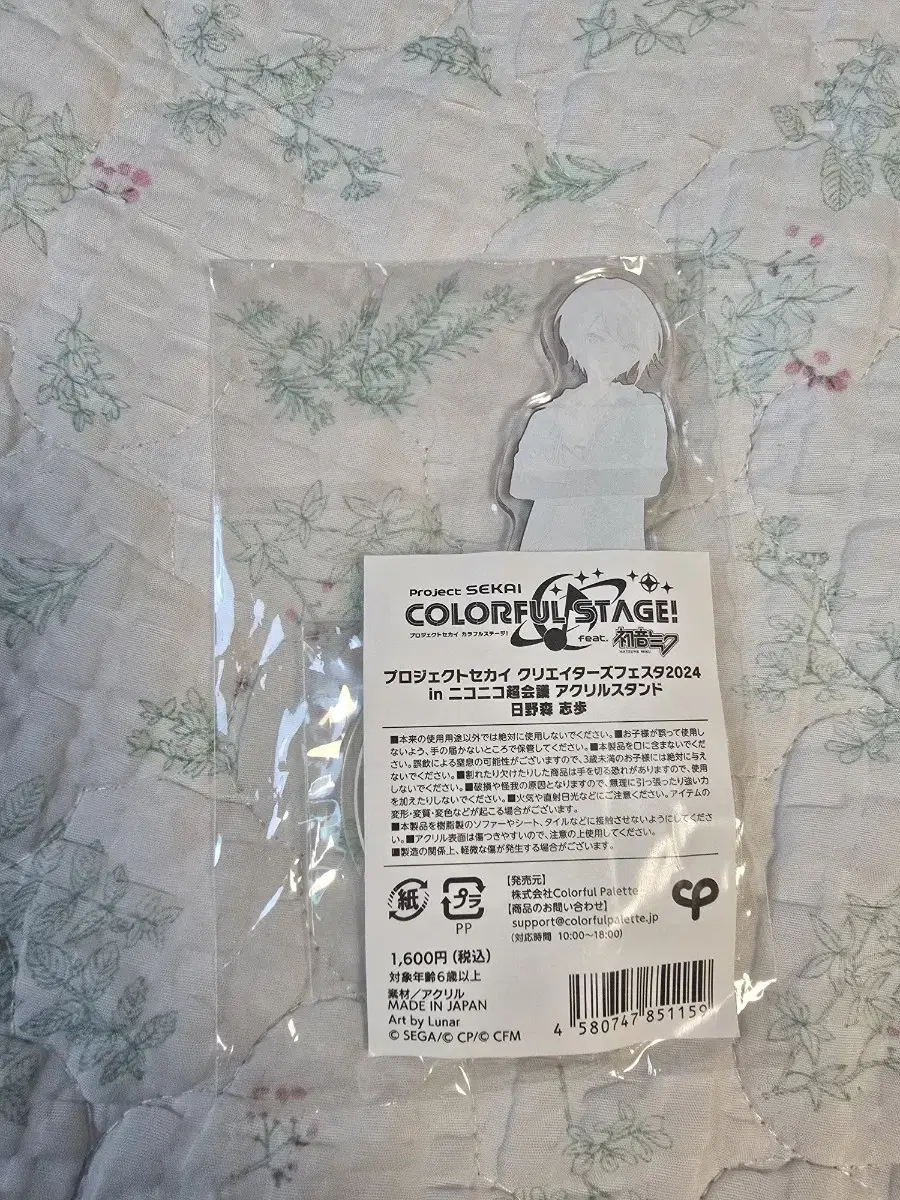 Project SEKAI
COLORFUL STAGE!
プロジェクトセカイ カラフルステージ!
feat. 初音ミク
HATSUNE MIKU
プロジェクトセカイ クリエイターズフェスタ2024
in ニコニコ超会議 アクリルスタンド
日野森 志歩
■本来の使用用途以外では絶対に使用しないでください。■お子様が誤って使用し
ないよう、手の届かないところで保管してください。■本製品を口に含まないでくだ
さい。誤飲による窒息の可能性がございますので、3歳未満のお子様には絶対に与え
ないでください。■割れたり欠けたりした商品は手を切る恐れがありますので、使用
しないでください。■破損や怪我の原因となりますので、無理に引っ張ったり強い力
を加えたりしないでください。■火気や直射日光などにご注意ください。アイテムの
変形・変質・変色などが起こる場合がございます。
■本製品を樹脂製のソファーやシート、タイルなどに接触させないようにしてくださ
い。■アクリル表面は傷つきやすいので、注意の上使用してください。
■製造の関係上、軽微な傷が発生する場合がございます。
紙
プラ
PP
【発売元】
株式会社Colorful Palette
【商品のお問い合わせ】
support@colorfulpalette.jp
(対応時間 10:00～18:00)
1,600円(税込)
対象年齢6歳以上
素材/アクリル
MADE IN JAPAN
Art by Lunar
© SEGA/© CP/© CFM
4 580747 851159